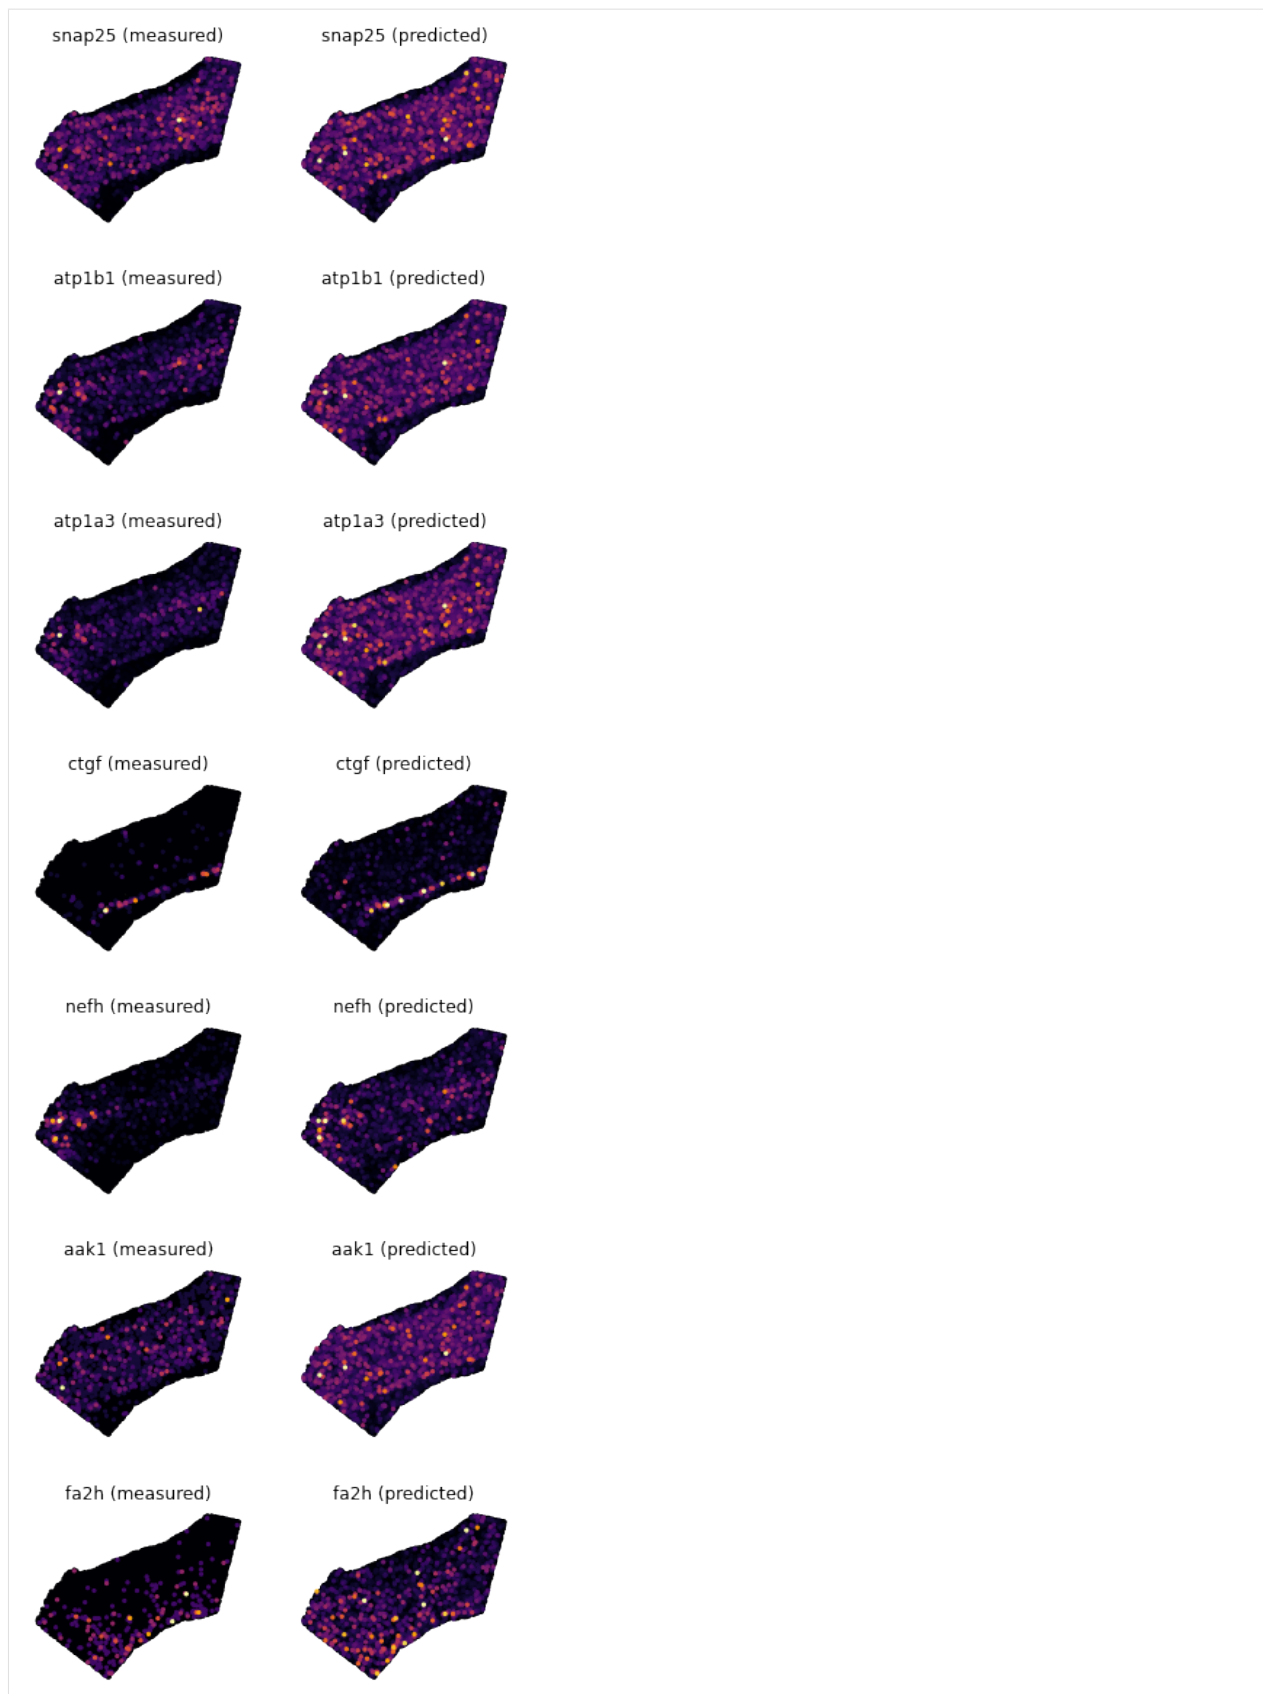 snap25 (measured) snap25 (predicted)
atp1b1 (measured) atp1b1 (predicted)
atp1a3 (measured) atp1a3 (predicted)
ctgf (measured) ctgf (predicted)
nefh (measured) nefh (predicted)
aak1 (measured) aak1 (predicted)
fa2h (measured) fa2h (predicted)